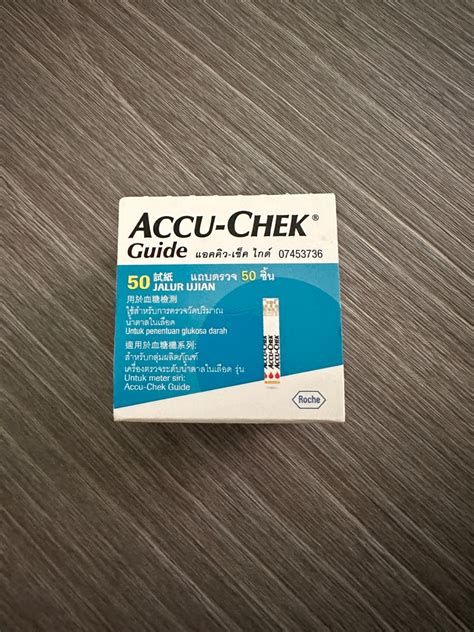 ACCU-CHEK®
Guide แอคคิว-เช็ค ไกด์ 07453736
50 試紙 แถบตรวจ 50 ชิ้น
JALUR UJIAN
用於血糖檢測
ใช้สำหรับการตรวจวัดปริมาณ
น้ำตาลในเลือด
Untuk penentuan glukosa darah
適用於血糖機系列:
สำหรับกลุ่มผลิตภัณฑ์
เครื่องตรวจระดับน้ำตาลในเลือด รุ่น
Untuk meter siri:
Accu-Chek Guide
ACCU-CHEK
Roche